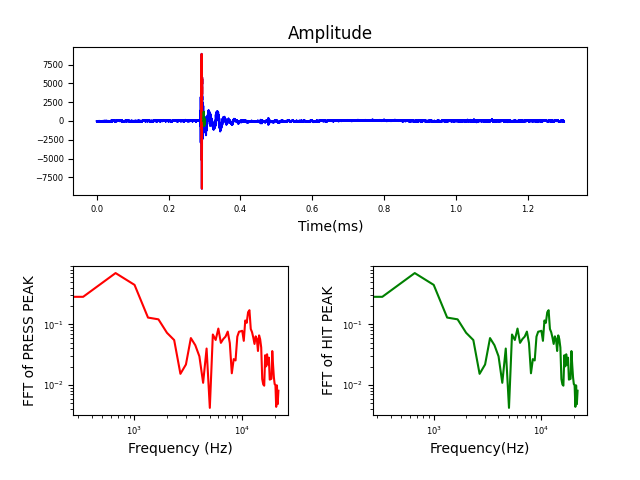 Amplitude
7500
5000
2500
0
−2500
−5000
−7500
0.0 0.2 0.4 0.6 0.8 1.0 1.2
Time(ms)
FFT of PRESS PEAK
10⁻¹
10⁻²
10³ 10⁴
Frequency (Hz)
FFT of HIT PEAK
10⁻¹
10⁻²
10³ 10⁴
Frequency(Hz)